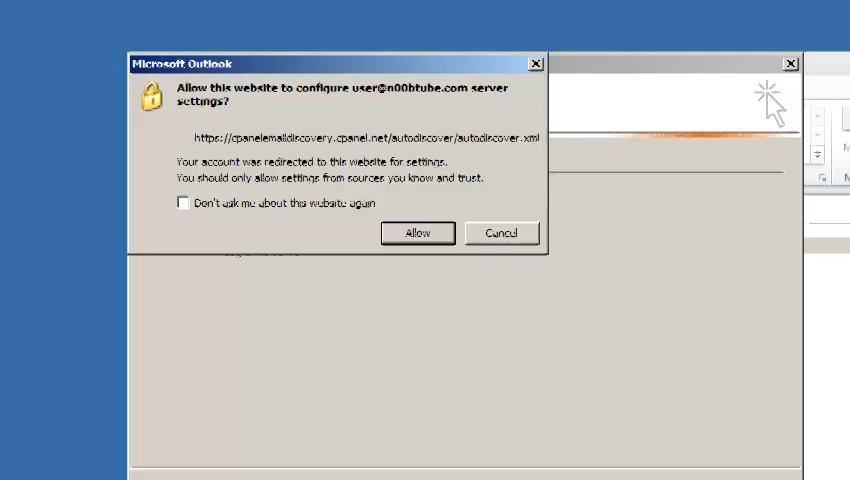 Microsoft Outlook
Allow this website to configure user@n00btube.com server
settings?
https://cpanelemaildiscovery.cpanel.net/autodiscover/autodiscover.xml
Your account was redirected to this website for settings.
You should only allow settings from sources you know and trust.
Don't ask me about this website again
Allow
Cancel